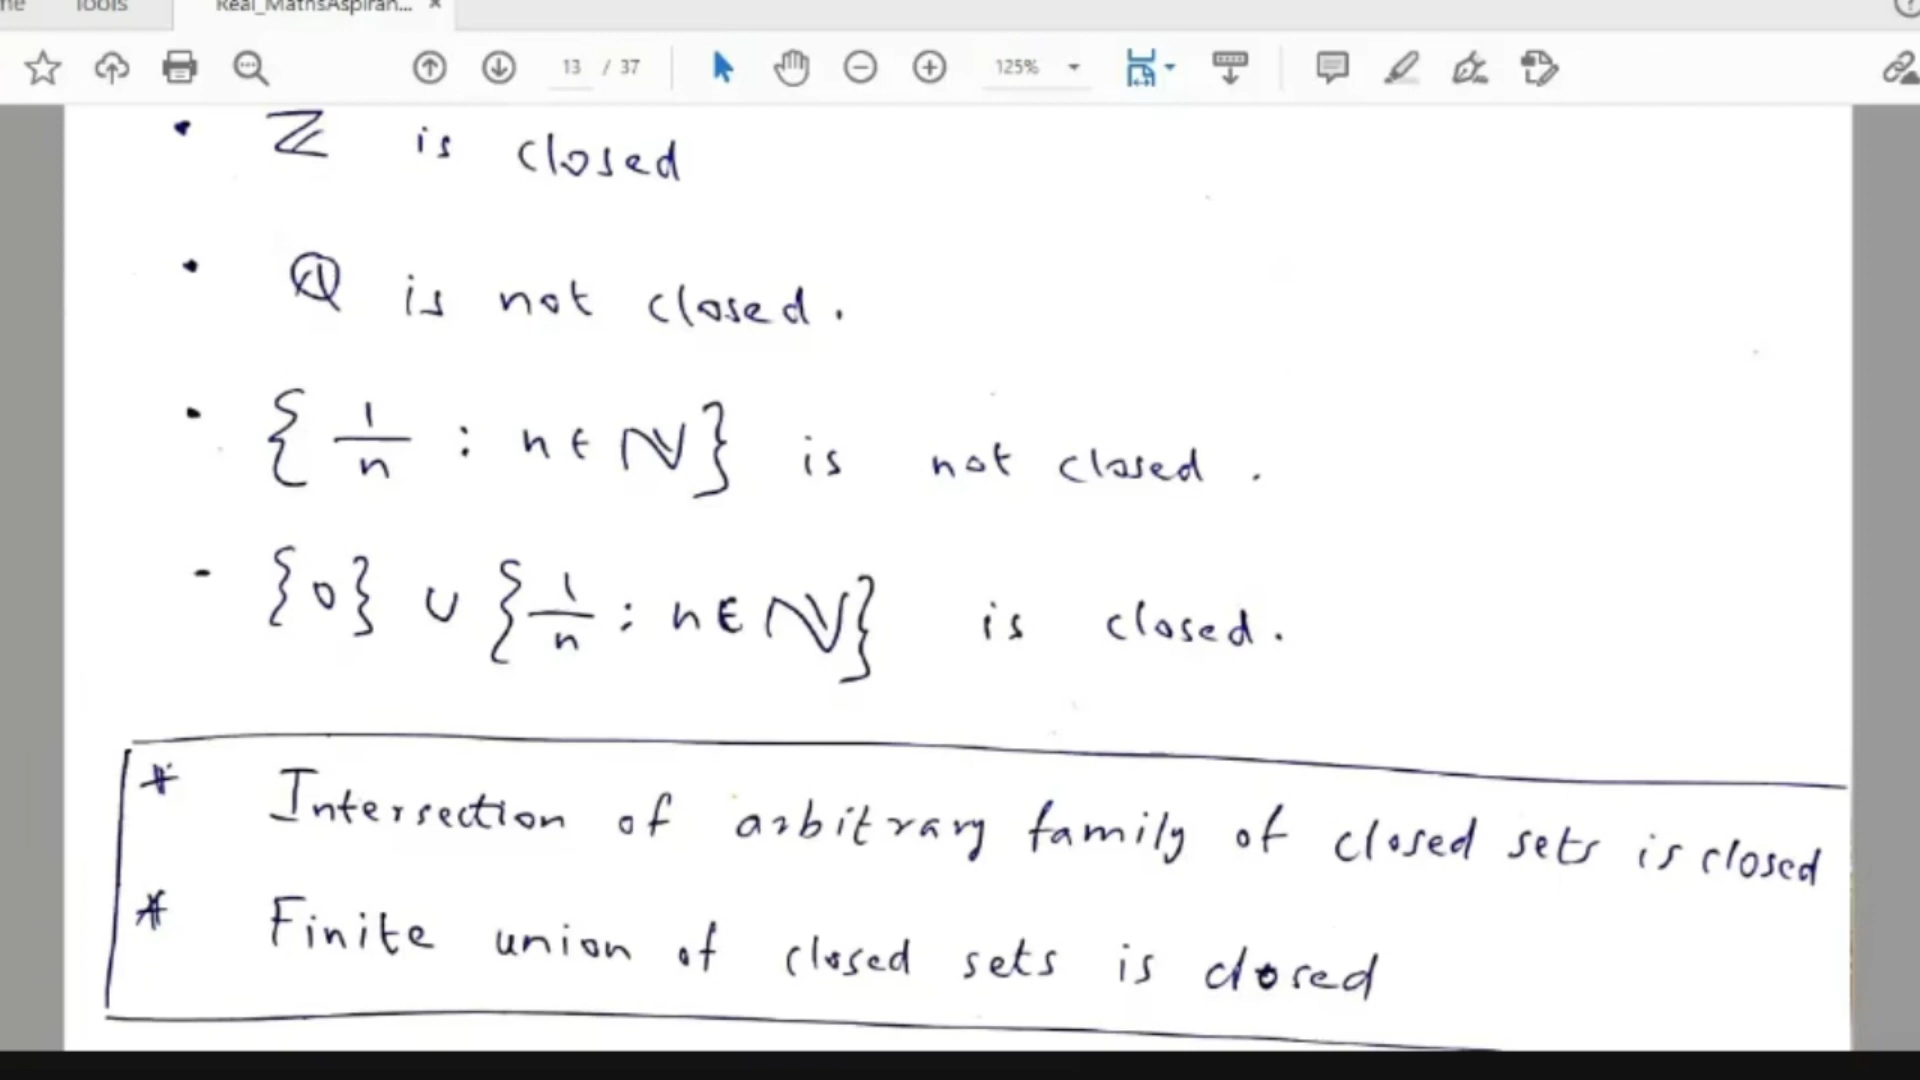 Tools
Real_MathsAspiran... ×
13 / 37
125%
• ℤ is closed
• ℚ is not closed.
• {1/n : n ∈ ℕ} is not closed.
- {0} ∪ {1/n : n ∈ ℕ} is closed.
* Intersection of arbitrary family of closed sets is closed
* Finite union of closed sets is closed